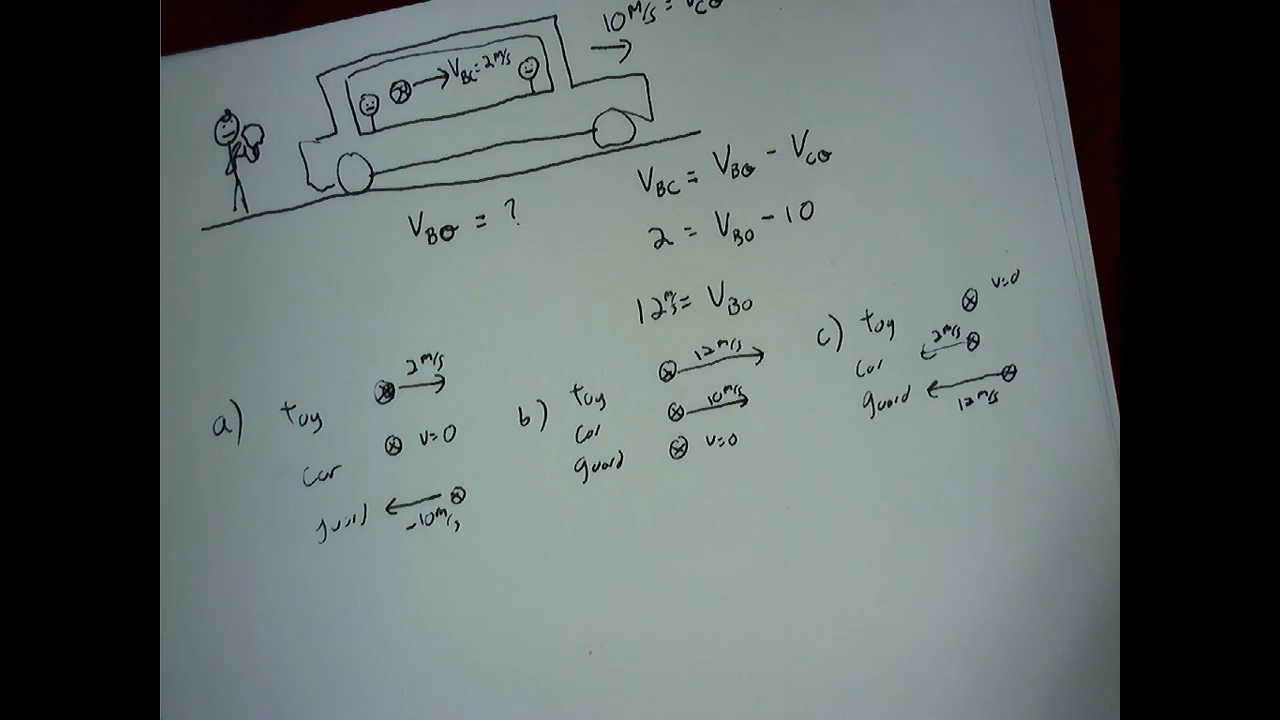 10 m/s = V_CO
V_BC = 2 m/s
V_BC = V_BO - V_CO
V_BO = ?
2 = V_BO - 10
12 m/s = V_BO
a) toy 2 m/s
car v=0
guard -10 m/s
b) toy 12 m/s
car 10 m/s
guard v=0
c) toy v=0
car 2 m/s
guard 12 m/s